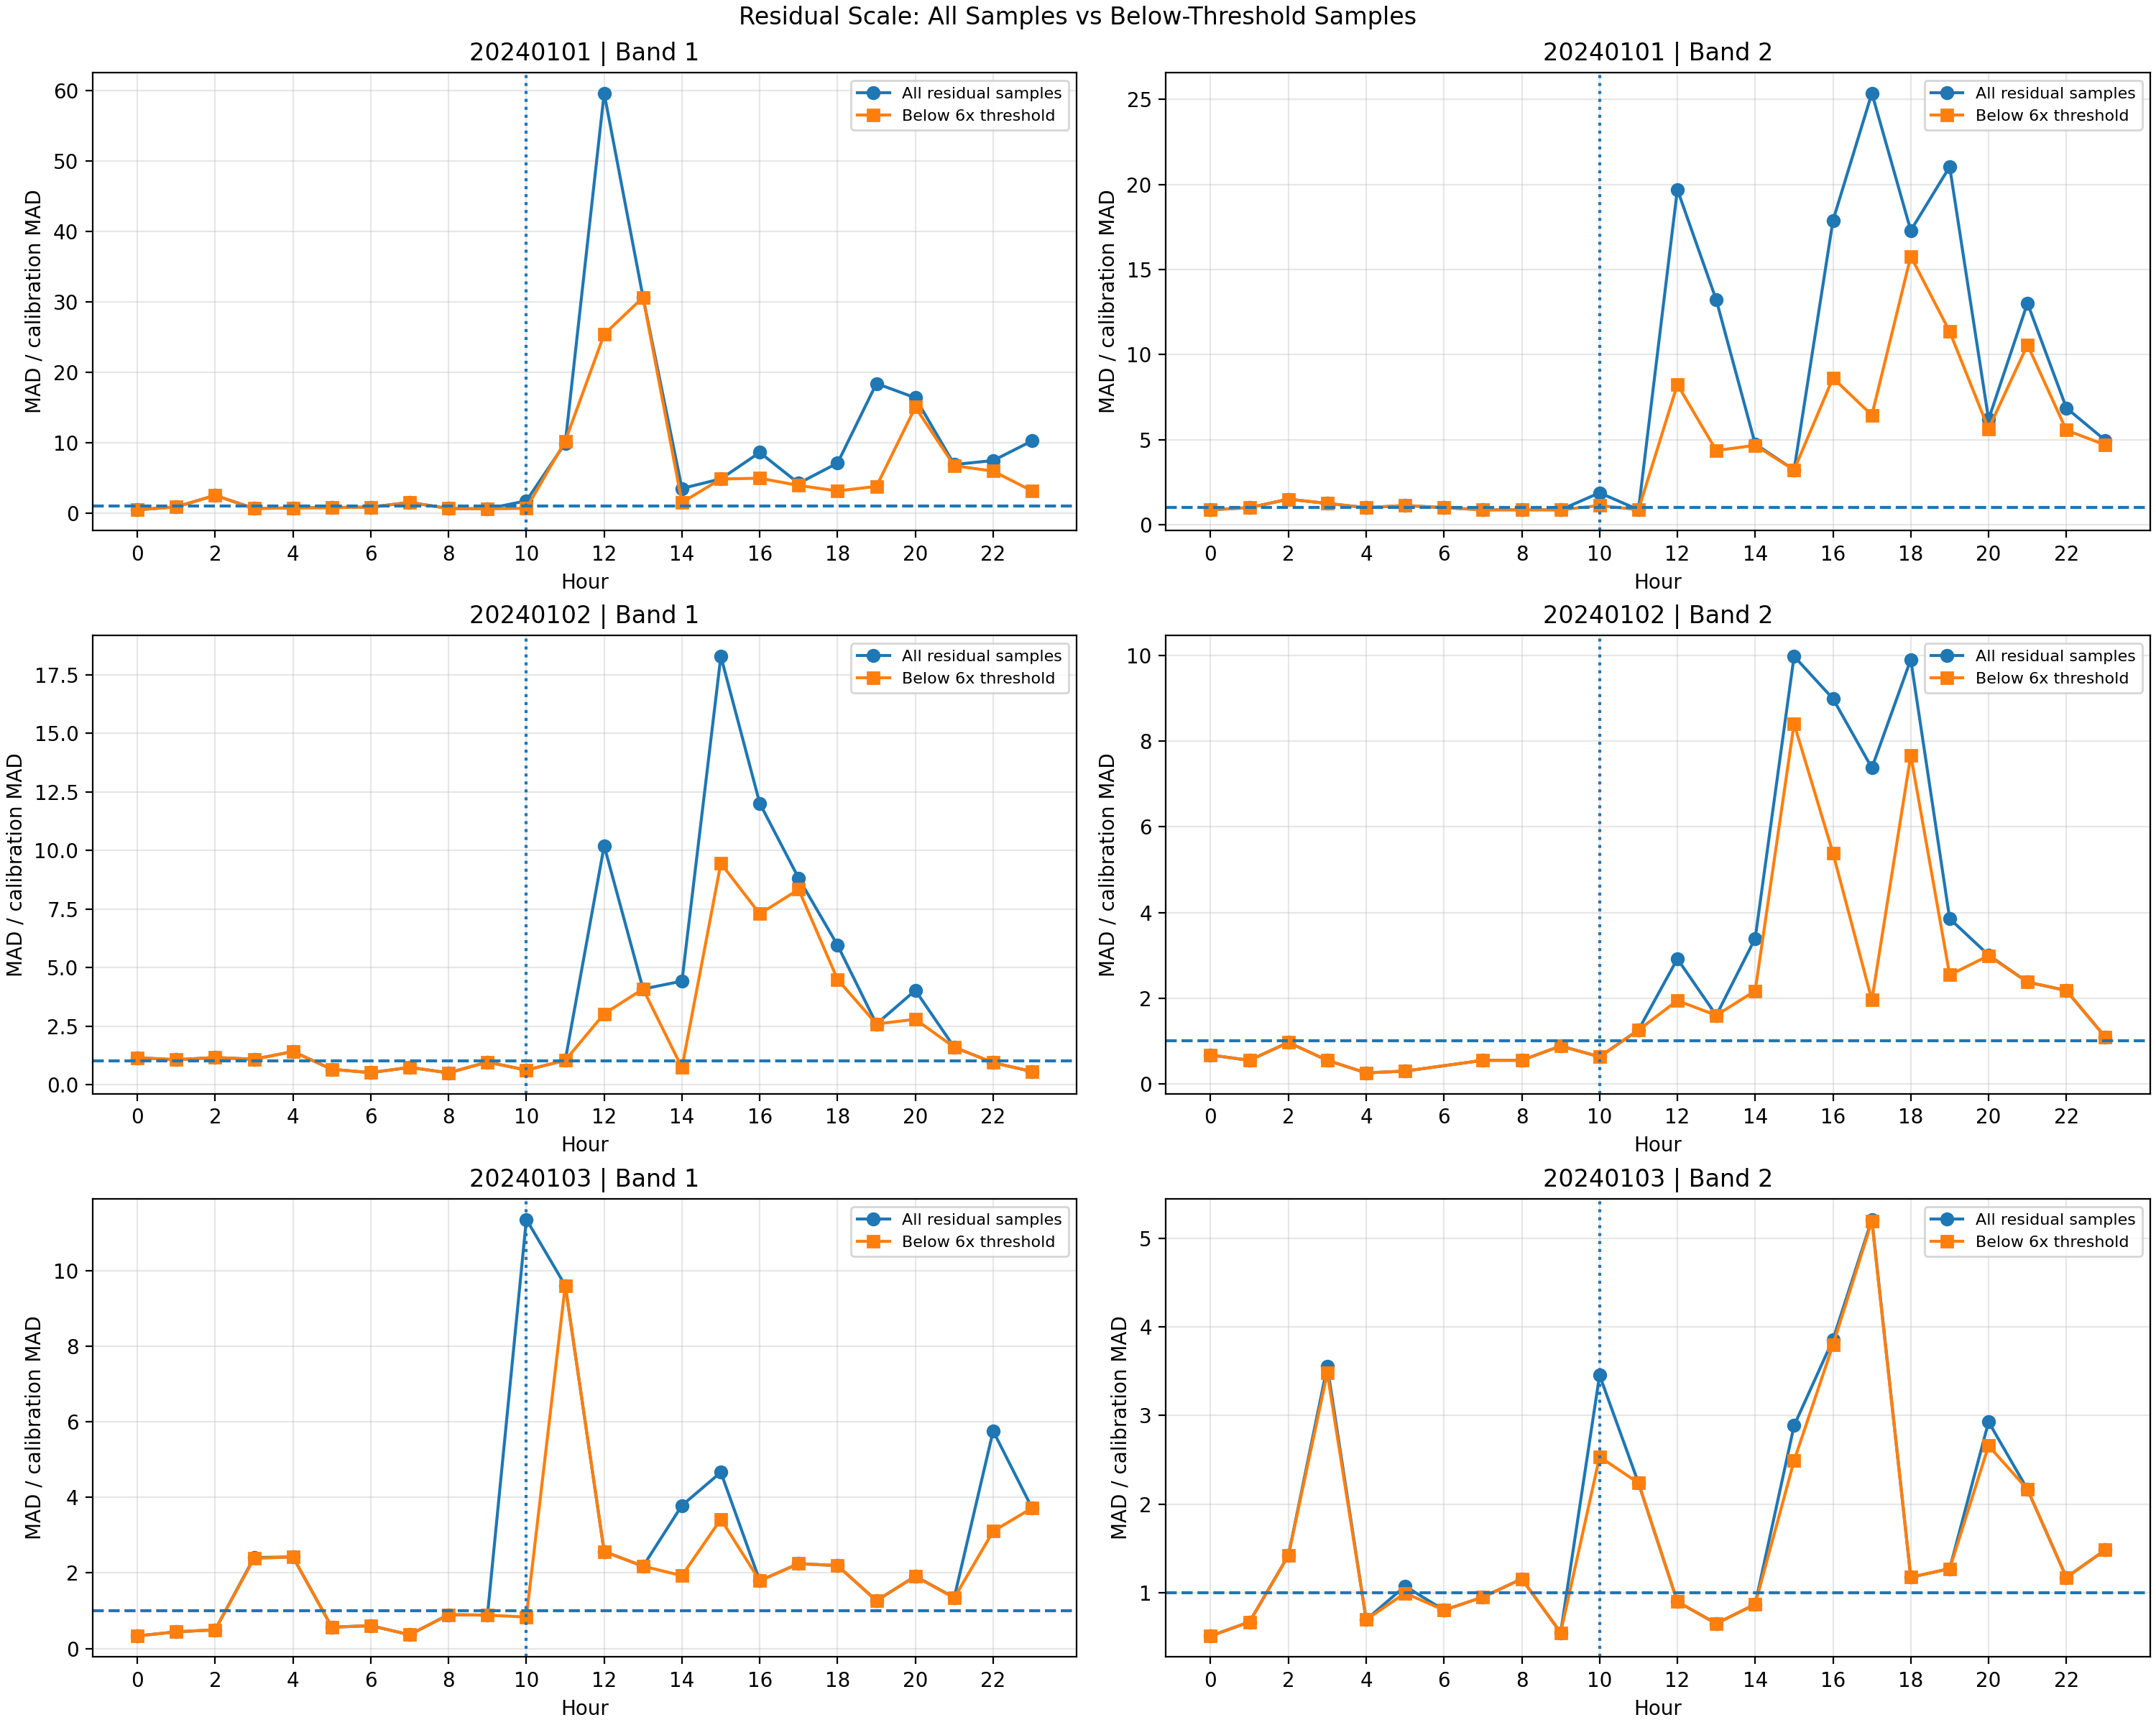 Residual Scale: All Samples vs Below-Threshold Samples
20240101 | Band 1
MAD / calibration MAD
60
50
40
30
20
10
0
All residual samples
Below 6x threshold
0 2 4 6 8 10 12 14 16 18 20 22
Hour
20240101 | Band 2
MAD / calibration MAD
25
20
15
10
5
0
All residual samples
Below 6x threshold
0 2 4 6 8 10 12 14 16 18 20 22
Hour
20240102 | Band 1
MAD / calibration MAD
17.5
15.0
12.5
10.0
7.5
5.0
2.5
0.0
All residual samples
Below 6x threshold
0 2 4 6 8 10 12 14 16 18 20 22
Hour
20240102 | Band 2
MAD / calibration MAD
10
8
6
4
2
0
All residual samples
Below 6x threshold
0 2 4 6 8 10 12 14 16 18 20 22
Hour
20240103 | Band 1
MAD / calibration MAD
10
8
6
4
2
0
All residual samples
Below 6x threshold
0 2 4 6 8 10 12 14 16 18 20 22
Hour
20240103 | Band 2
MAD / calibration MAD
5
4
3
2
1
All residual samples
Below 6x threshold
0 2 4 6 8 10 12 14 16 18 20 22
Hour